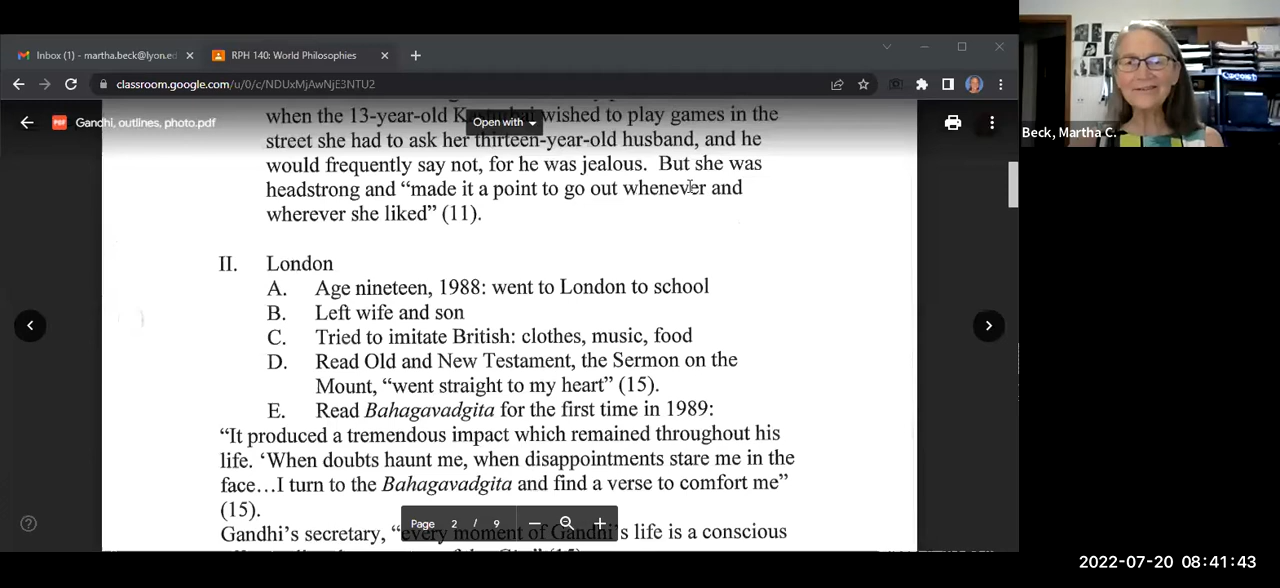 Inbox (1) - martha.beck@lyon.ed
RPH 140: World Philosophies
classroom.google.com/u/0/c/NDUxMjAwNjE3NTU2
Gandhi, outlines, photo.pdf
Open with
when the 13-year-old wished to play games in the
street she had to ask her thirteen-year-old husband, and he
would frequently say not, for he was jealous. But she was
headstrong and “made it a point to go out whenever and
wherever she liked” (11).
II. London
A. Age nineteen, 1988: went to London to school
B. Left wife and son
C. Tried to imitate British: clothes, music, food
D. Read Old and New Testament, the Sermon on the
Mount, “went straight to my heart” (15).
E. Read Bahagavadgita for the first time in 1989:
“It produced a tremendous impact which remained throughout his
life. ‘When doubts haunt me, when disappointments stare me in the
face…I turn to the Bahagavadgita and find a verse to comfort me”
(15).
Gandhi’s secretary, “every moment of Gandhi’s life is a conscious
Page 2 / 9
Beck, Martha C.
2022-07-20 08:41:43